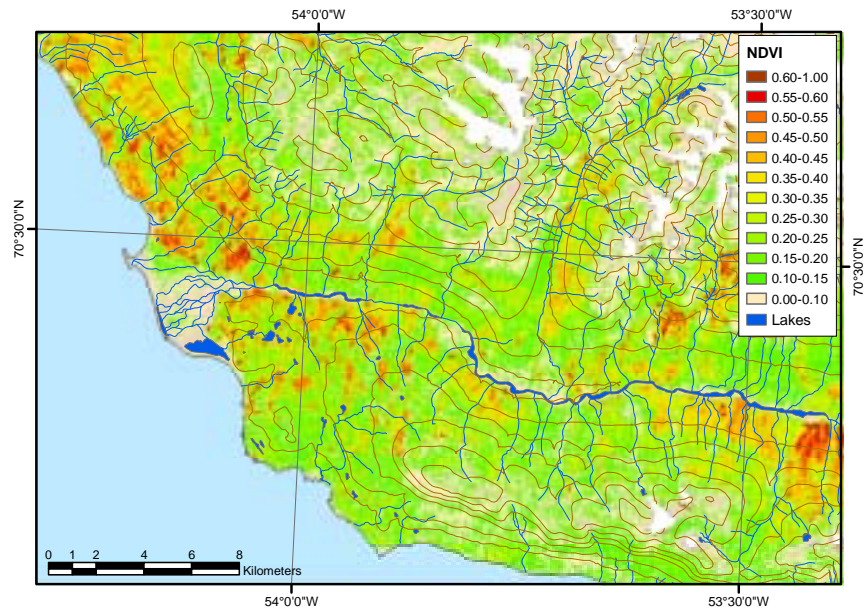 54°0'0"W 53°30'0"W
NDVI
0.60-1.00
0.55-0.60
0.50-0.55
0.45-0.50
0.40-0.45
0.35-0.40
0.30-0.35
0.25-0.30
0.20-0.25
0.15-0.20
0.10-0.15
0.00-0.10
Lakes
70°30'0"N
70°30'0"N
0 1 2 4 6 8
Kilometers
54°0'0"W 53°30'0"W